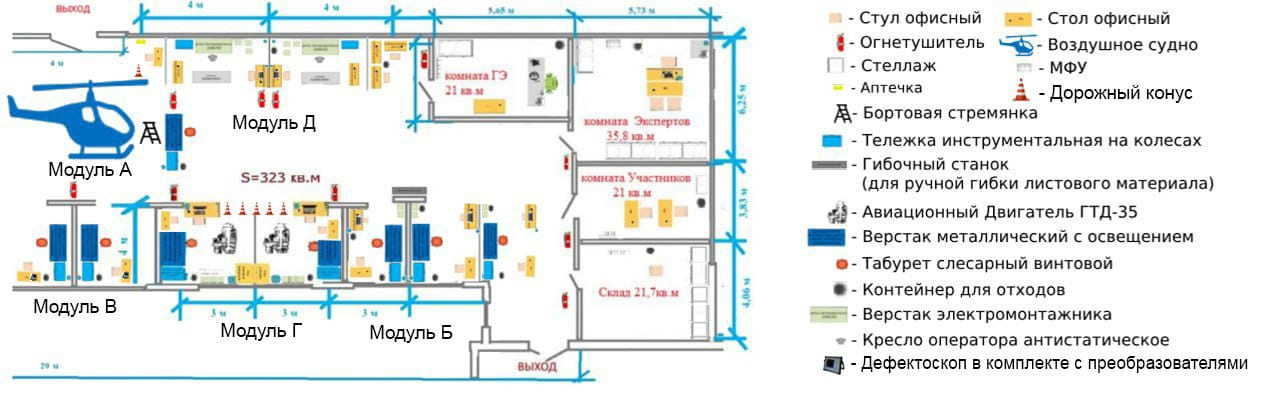 ВЫХОД
4 м
4 м
5,65 м
5,73 м
4 м
комната ГЭ
21 кв.м
Модуль Д
комната Экспертов
35,8 кв.м
6,25 м
Модуль А
S=323 кв.м
комната Участников
21 кв.м
3,83 м
4 м
Склад 21,7кв.м
4,06 м
Модуль В
3 м
3 м
3 м
Модуль Г
Модуль Б
29 м
ВЫХОД
- Стул офисный
- Стол офисный
- Огнетушитель
- Воздушное судно
- Стеллаж
- МФУ
- Аптечка
- Дорожный конус
- Бортовая стремянка
- Тележка инструментальная на колесах
- Гибочный станок
(для ручной гибки листового материала)
- Авиационный Двигатель ГТД-35
- Верстак металлический с освещением
- Табурет слесарный винтовой
- Контейнер для отходов
- Верстак электромонтажника
- Кресло оператора антистатическое
- Дефектоскоп в комплекте с преобразователями